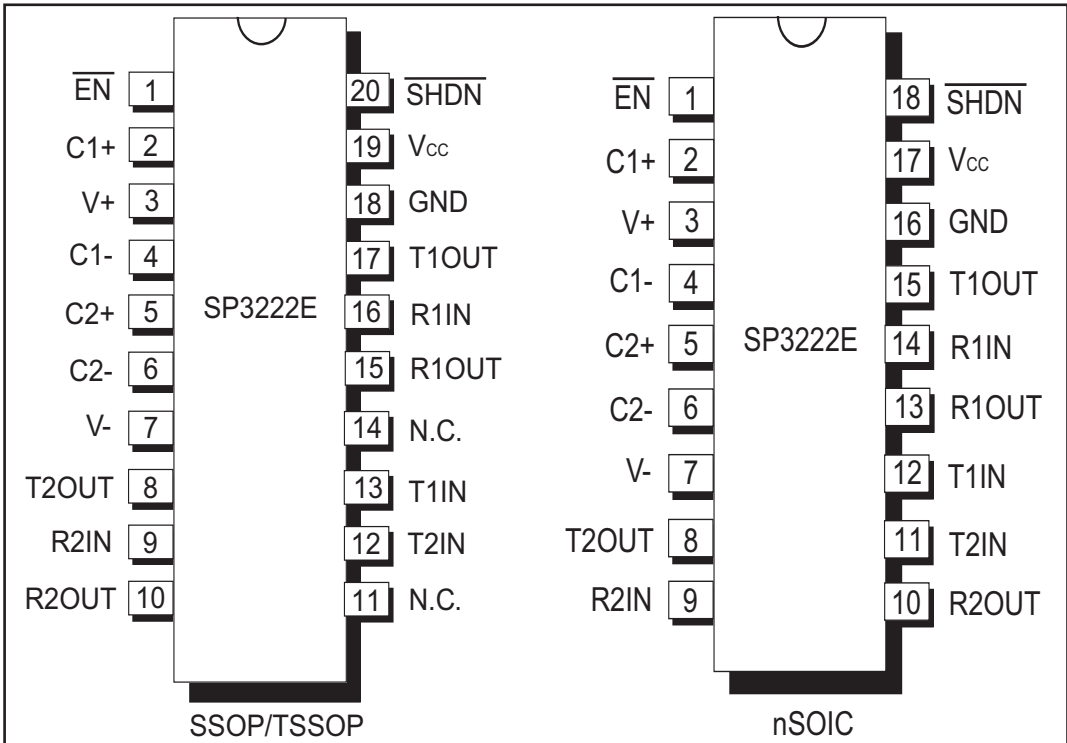 EN 1 20 SHDN
C1+ 2 19 Vcc
V+ 3 18 GND
C1- 4 17 T1OUT
C2+ 5 SP3222E 16 R1IN
C2- 6 15 R1OUT
V- 7 14 N.C.
T2OUT 8 13 T1IN
R2IN 9 12 T2IN
R2OUT 10 11 N.C.
SSOP/TSSOP
EN 1 18 SHDN
C1+ 2 17 Vcc
V+ 3 16 GND
C1- 4 15 T1OUT
C2+ 5 SP3222E 14 R1IN
C2- 6 13 R1OUT
V- 7 12 T1IN
T2OUT 8 11 T2IN
R2IN 9 10 R2OUT
nSOIC